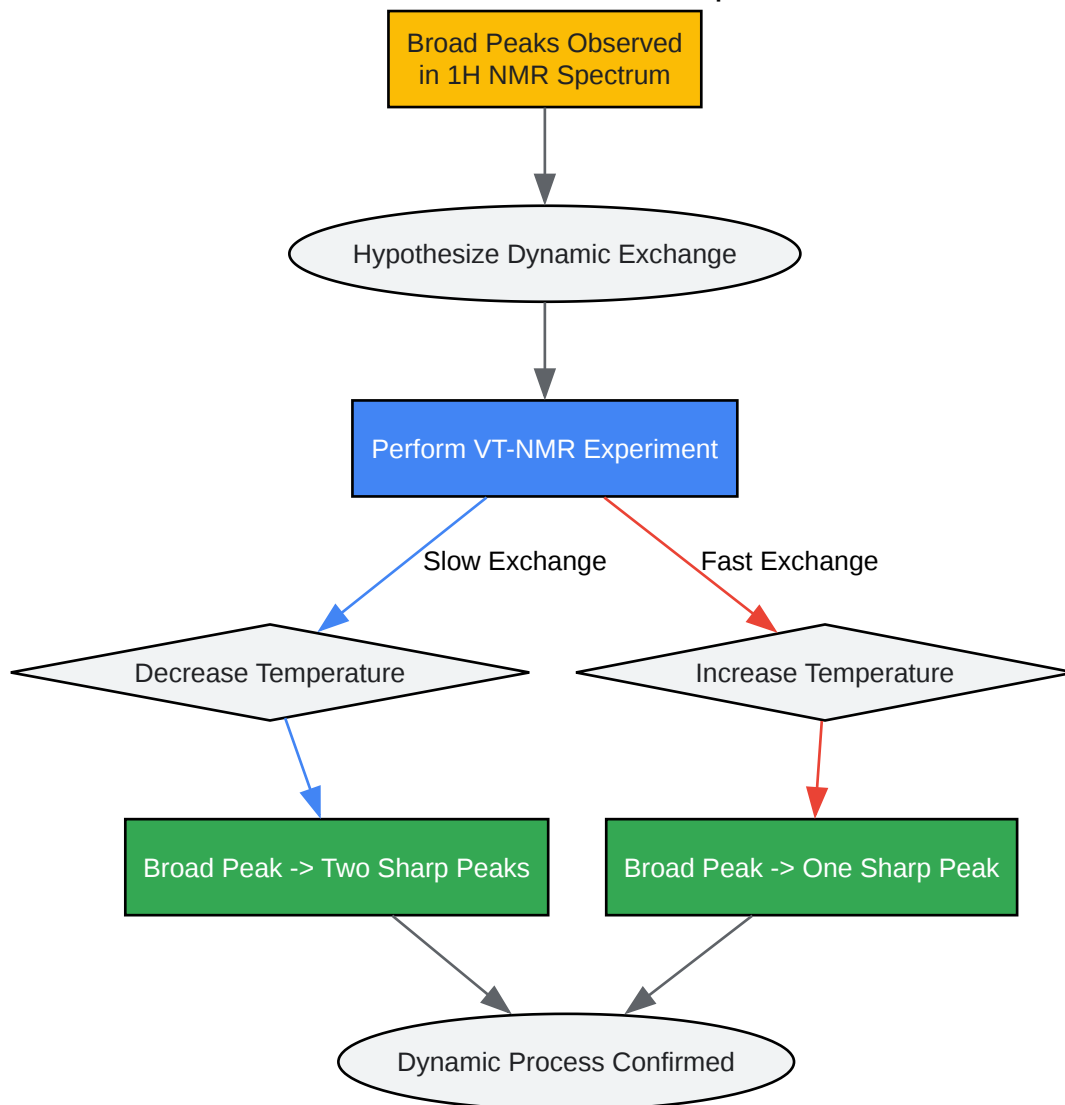 Broad Peaks Observed
in 1H NMR Spectrum
Hypothesize Dynamic Exchange
Perform VT-NMR Experiment
Slow Exchange
Fast Exchange
Decrease Temperature
Increase Temperature
Broad Peak -> Two Sharp Peaks
Broad Peak -> One Sharp Peak
Dynamic Process Confirmed